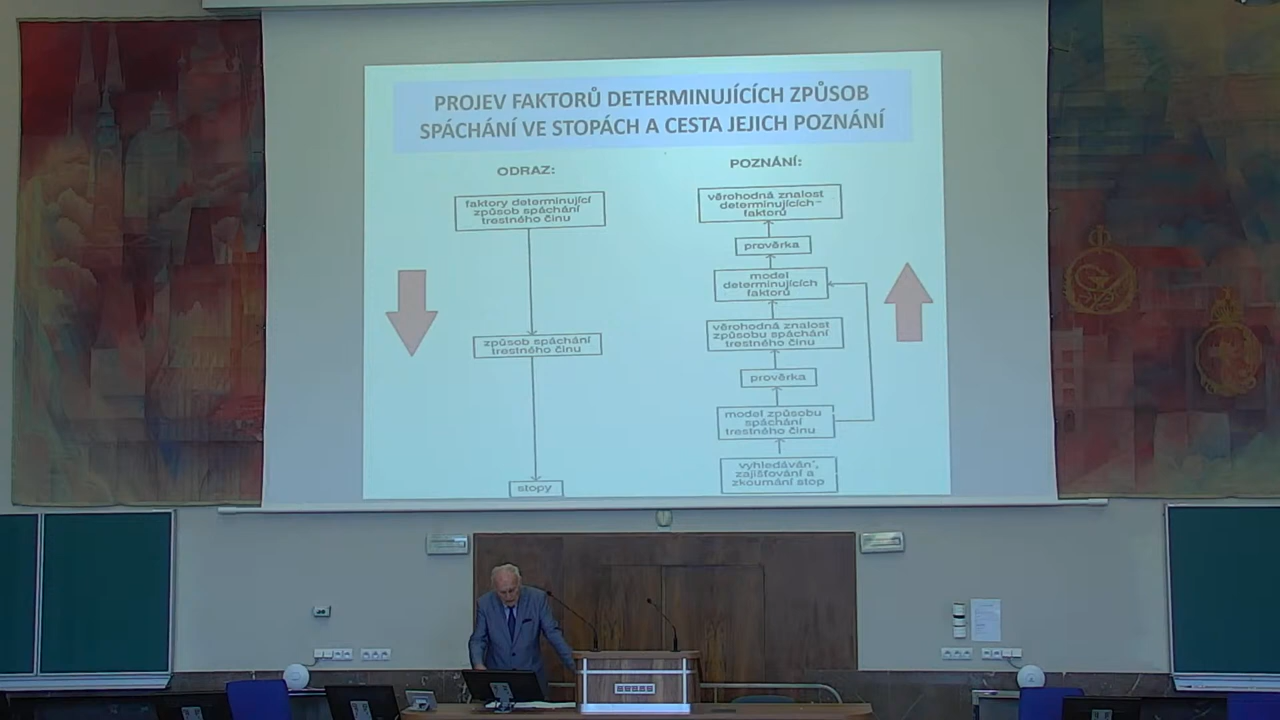 PROJEV FAKTORŮ DETERMINUJÍCÍCH ZPŮSOB
SPÁCHÁNÍ VE STOPÁCH A CESTA JEJICH POZNÁNÍ
ODRAZ:
faktory determinující
způsob spáchání
trestného činu
způsob spáchání
trestného činu
stopy
POZNÁNÍ:
věrohodná znalost
determinujících-
faktorů
prověrka
model
determinujících
faktorů
věrohodná znalost
způsobu spáchání
trestného činu
prověrka
model způsobu
spáchání
trestného činu
vyhledáván',
zajišťování a
zkoumání stop